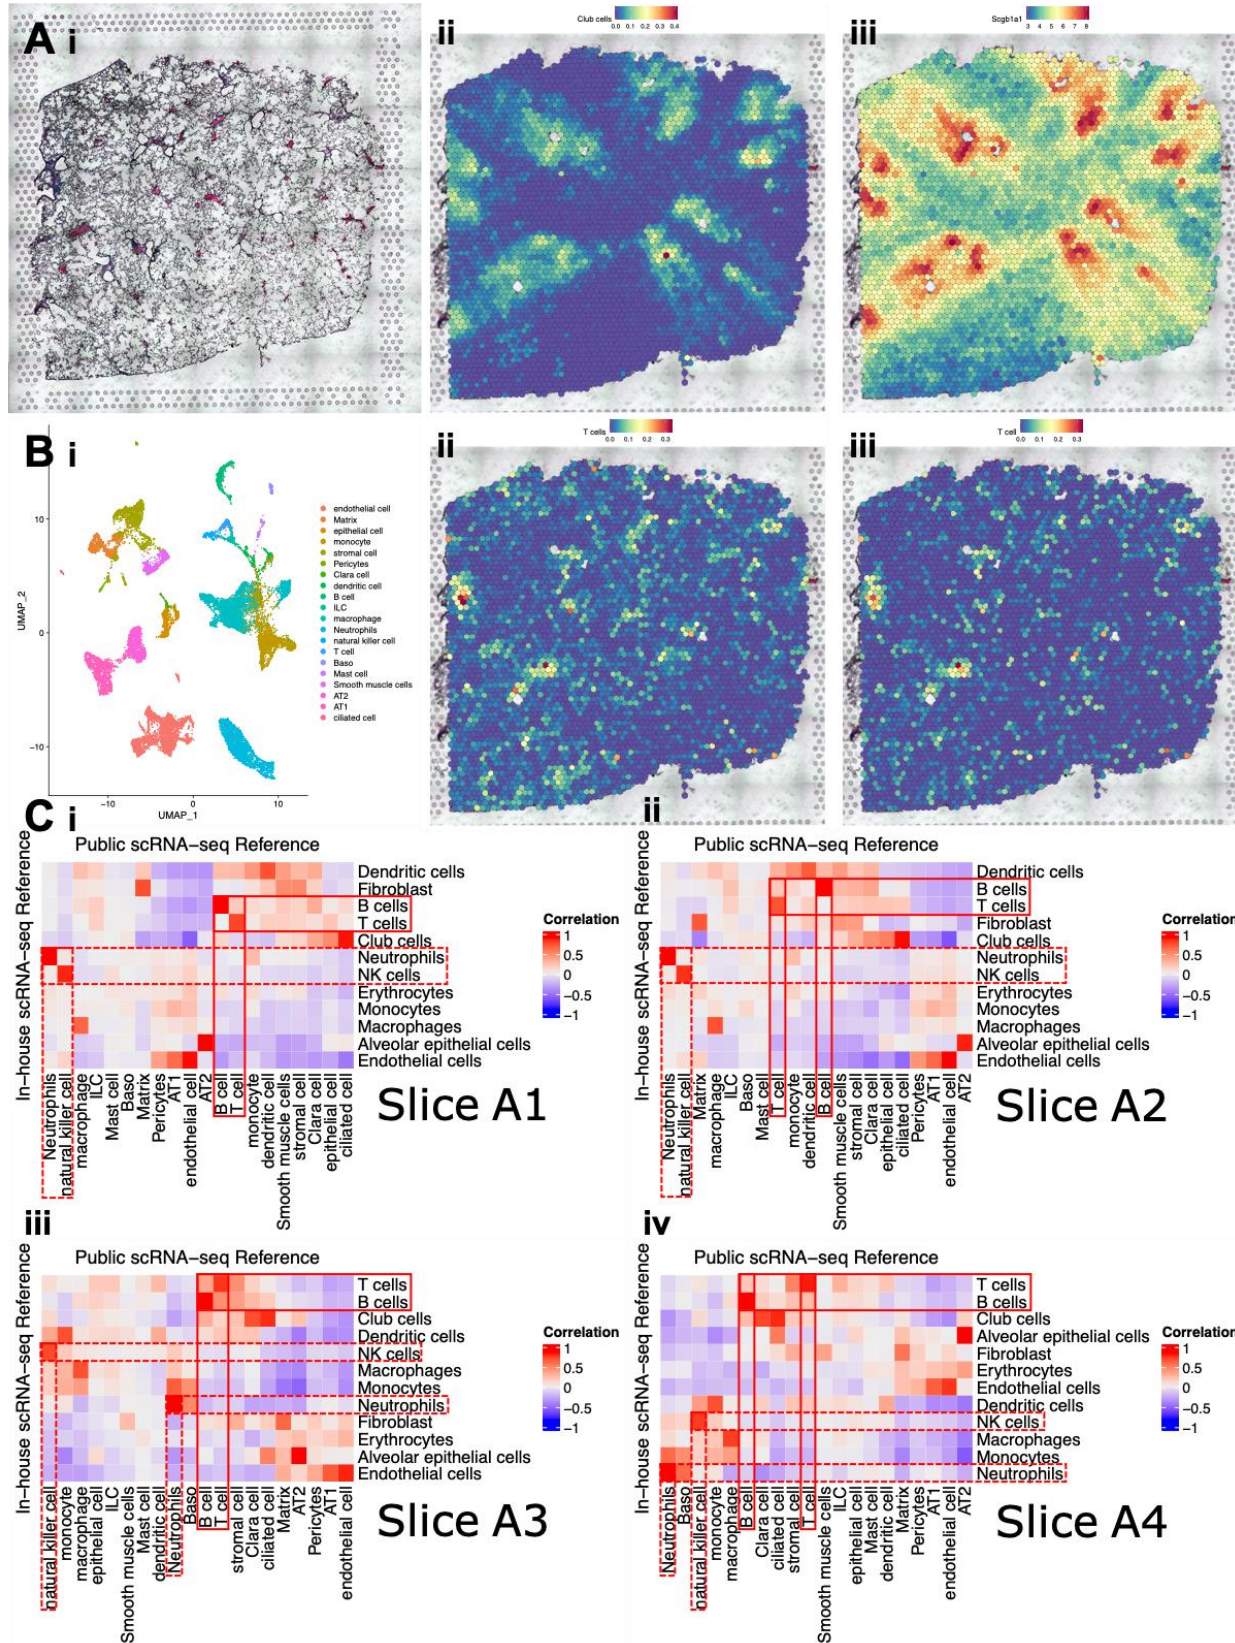 A i
ii
Club cells
0.0 0.1 0.2 0.3 0.4
iii
Scgb1a1
3 4 5 6 7 8
B i
UMAP_2
10
0
−10
−10 0 10
UMAP_1
endothelial cell
Matrix
epithelial cell
monocyte
stromal cell
Pericytes
Clara cell
dendritic cell
B cell
ILC
macrophage
Neutrophils
natural killer cell
T cell
Baso
Mast cell
Smooth muscle cells
AT2
AT1
ciliated cell
ii
T cells
0.0 0.1 0.2 0.3
iii
T cell
0.0 0.1 0.2 0.3
C i
Public scRNA−seq Reference
In−house scRNA−seq Reference
Dendritic cells
Fibroblast
B cells
T cells
Club cells
Neutrophils
NK cells
Erythrocytes
Monocytes
Macrophages
Alveolar epithelial cells
Endothelial cells
Neutrophils
natural killer cell
macrophage
ILC
Mast cell
Baso
Matrix
Pericytes
AT1
endothelial cell
AT2
B cell
T cell
monocyte
dendritic cell
Smooth muscle cells
stromal cell
Clara cell
epithelial cell
ciliated cell
Correlation
1
0.5
0
−0.5
−1
Slice A1
ii
Public scRNA−seq Reference
In−house scRNA−seq Reference
Dendritic cells
B cells
T cells
Fibroblast
Club cells
Neutrophils
NK cells
Erythrocytes
Monocytes
Macrophages
Alveolar epithelial cells
Endothelial cells
Neutrophils
natural killer cell
Matrix
macrophage
ILC
Baso
Mast cell
T cell
monocyte
dendritic cell
B cell
Smooth muscle cells
stromal cell
Clara cell
epithelial cell
ciliated cell
Pericytes
AT1
endothelial cell
AT2
Correlation
1
0.5
0
−0.5
−1
Slice A2
iii
Public scRNA−seq Reference
In−house scRNA−seq Reference
T cells
B cells
Club cells
Dendritic cells
NK cells
Macrophages
Monocytes
Neutrophils
Fibroblast
Erythrocytes
Alveolar epithelial cells
Endothelial cells
natural killer cell
monocyte
macrophage
epithelial cell
ILC
Smooth muscle cells
Mast cell
dendritic cell
Neutrophils
Baso
B cell
T cell
stromal cell
Clara cell
ciliated cell
Matrix
AT2
Pericytes
AT1
endothelial cell
Correlation
1
0.5
0
−0.5
−1
Slice A3
iv
Public scRNA−seq Reference
In−house scRNA−seq Reference
T cells
B cells
Club cells
Alveolar epithelial cells
Fibroblast
Erythrocytes
Endothelial cells
Dendritic cells
NK cells
Macrophages
Monocytes
Neutrophils
Neutrophils
Baso
natural killer cell
monocyte
macrophage
B cell
Clara cell
ciliated cell
stromal cell
T cell
Smooth muscle cells
ILC
epithelial cell
Mast cell
dendritic cell
Matrix
Pericytes
AT1
endothelial cell
AT2
Correlation
1
0.5
0
−0.5
−1
Slice A4